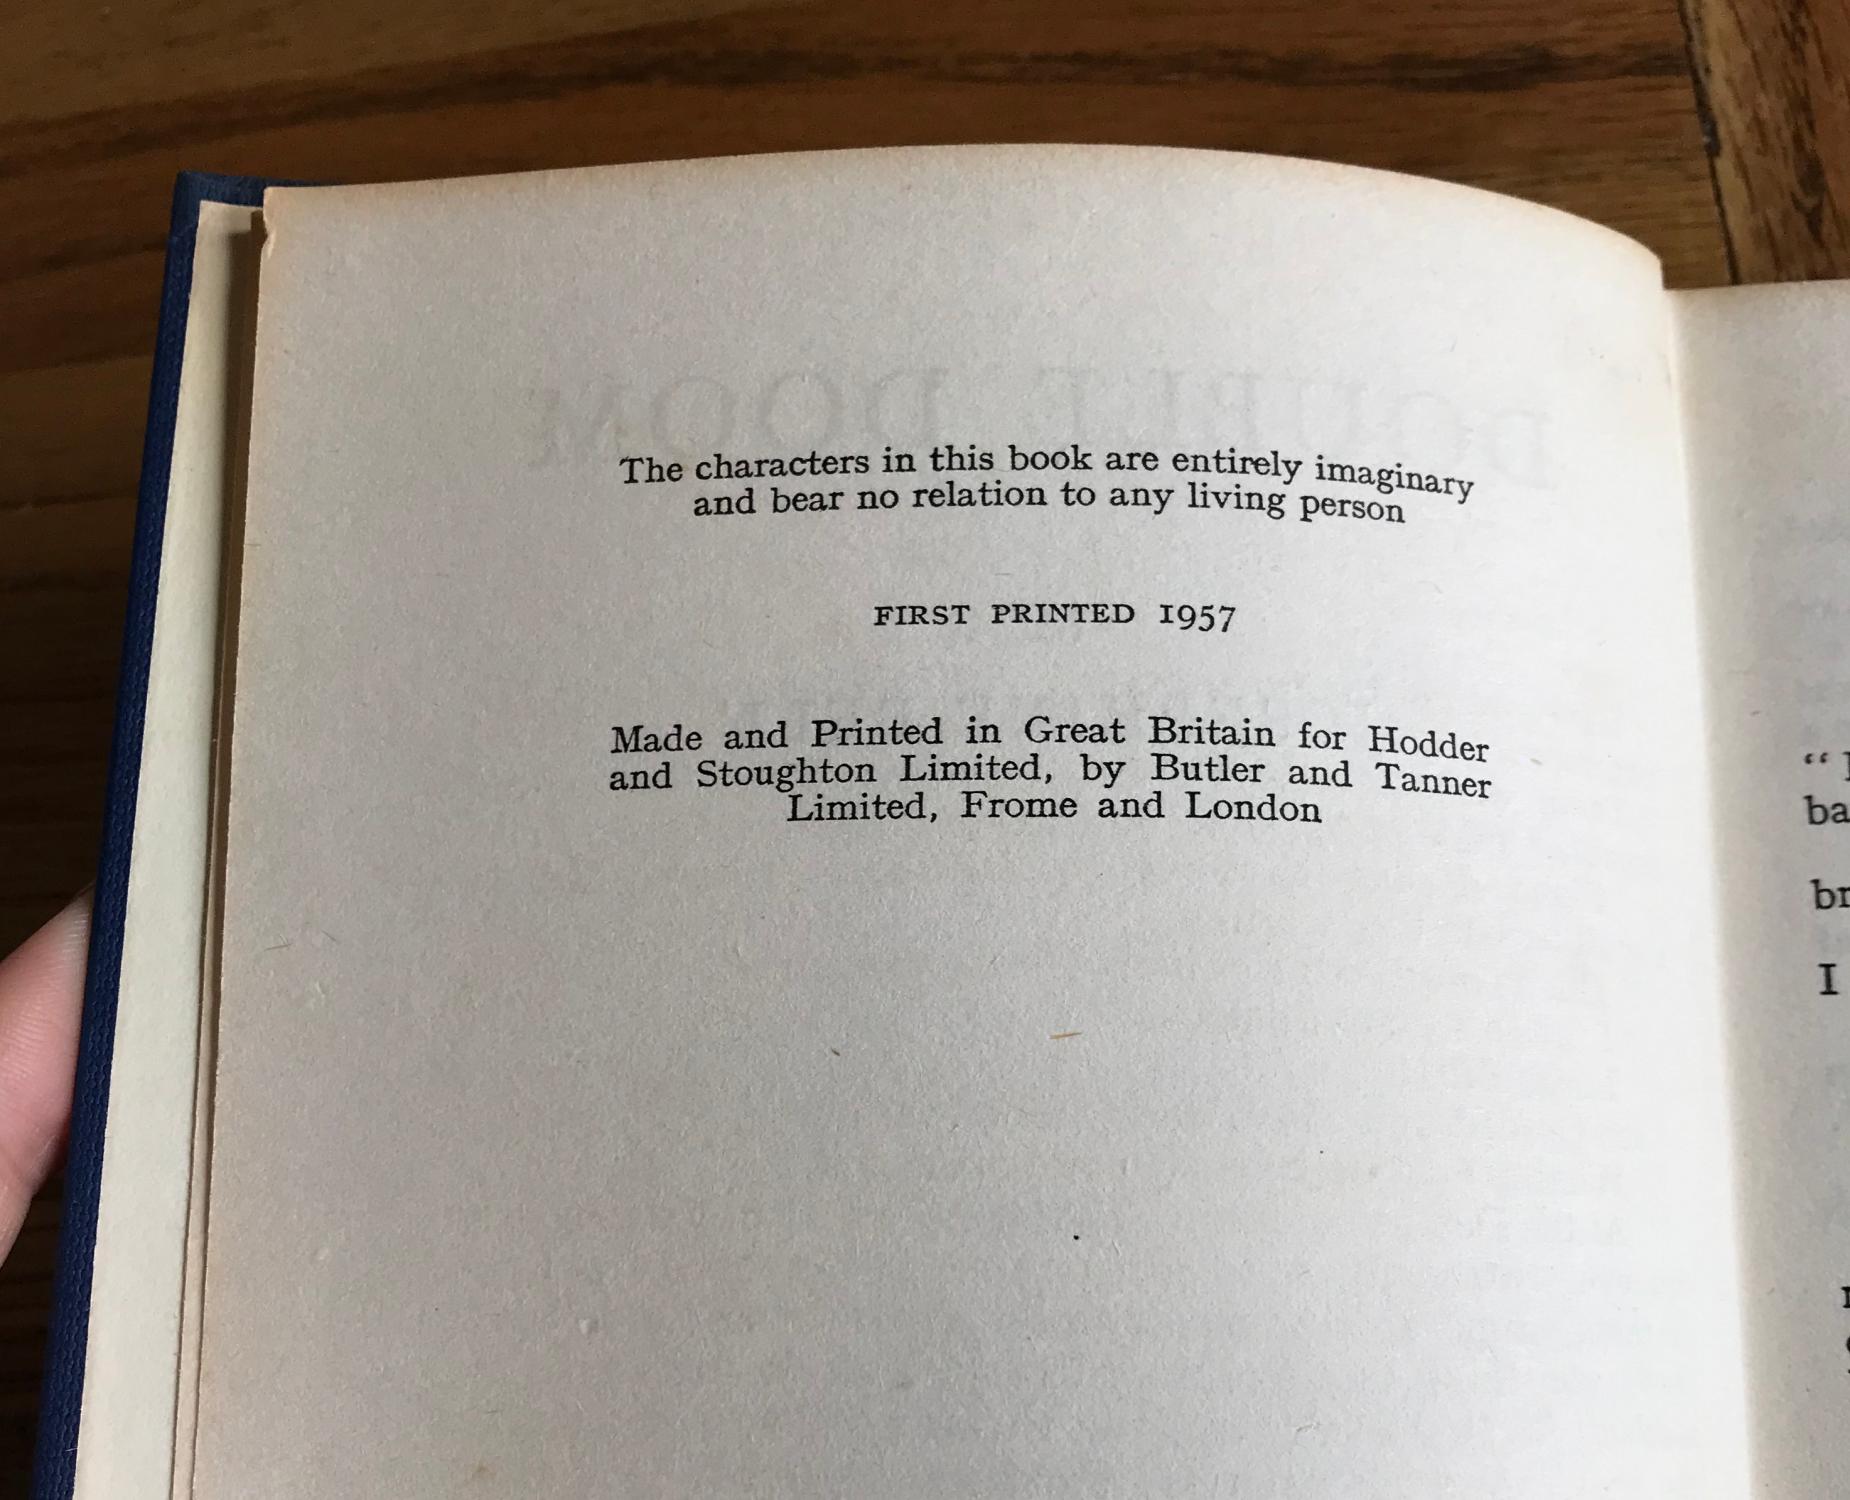 The characters in this book are entirely imaginary
and bear no relation to any living person
FIRST PRINTED 1957
Made and Printed in Great Britain for Hodder
and Stoughton Limited, by Butler and Tanner
Limited, Frome and London
ba
br
I